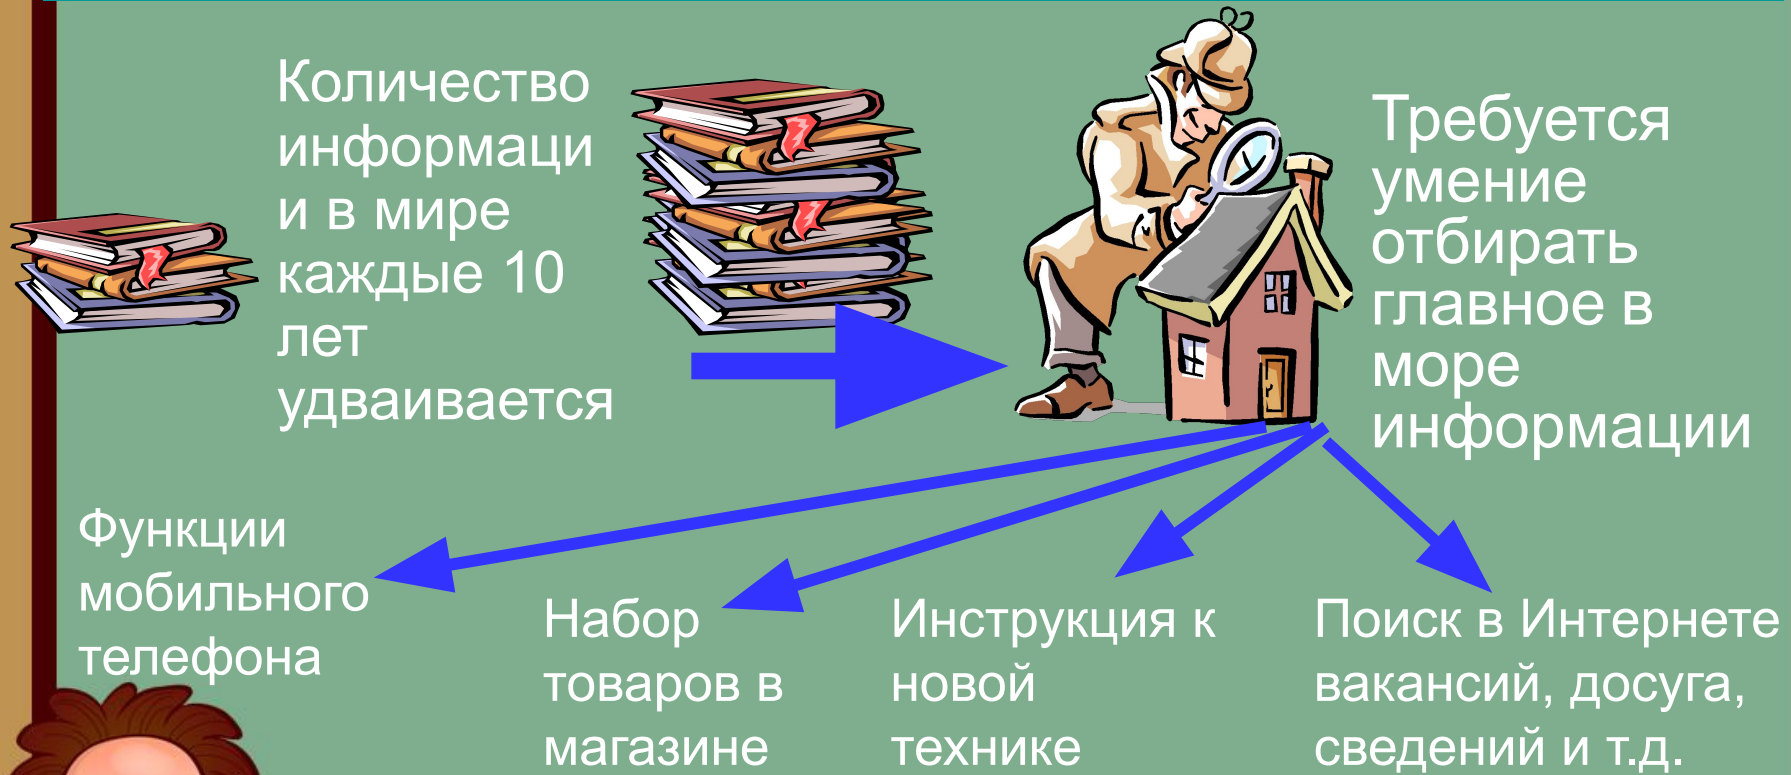 Количество
информаци
и в мире
каждые 10
лет
удваивается
Требуется
умение
отбирать
главное в
море
информации
Функции
мобильного
телефона
Набор
товаров в
магазине
Инструкция к
новой
технике
Поиск в Интернете
вакансий, досуга,
сведений и т.д.